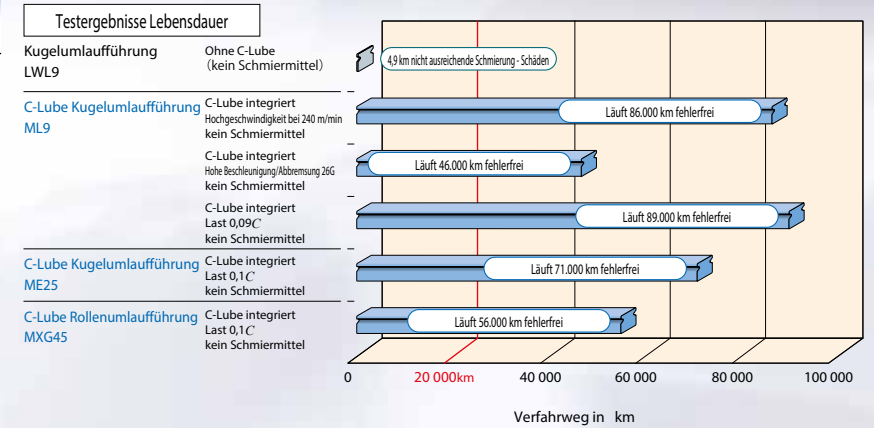 Testergebnisse Lebensdauer
Kugelumlaufführung
LWL9
Ohne C-Lube
(kein Schmiermittel)
4,9 km nicht ausreichende Schmierung - Schäden
C-Lube Kugelumlaufführung
ML9
C-Lube integriert
Hochgeschwindigkeit bei 240 m/min
kein Schmiermittel
Läuft 86.000 km fehlerfrei
C-Lube integriert
Hohe Beschleunigung/Abbremsung 26G
kein Schmiermittel
Läuft 46.000 km fehlerfrei
C-Lube integriert
Last 0,09C
kein Schmiermittel
Läuft 89.000 km fehlerfrei
C-Lube Kugelumlaufführung
ME25
C-Lube integriert
Last 0,1C
kein Schmiermittel
Läuft 71.000 km fehlerfrei
C-Lube Rollenumlaufführung
MXG45
C-Lube integriert
Last 0,1C
kein Schmiermittel
Läuft 56.000 km fehlerfrei
0 20 000km 40 000 60 000 80 000 100 000
Verfahrweg in km